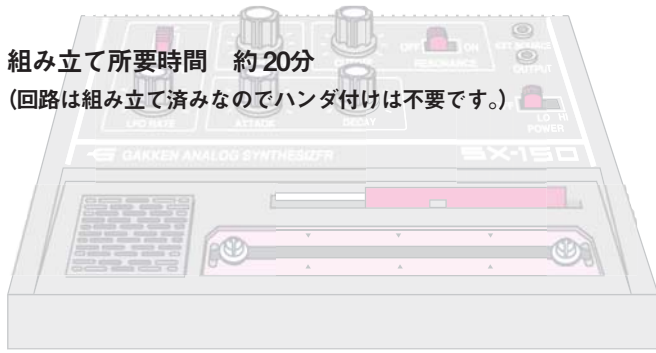 組み立て所要時間　約20分
(回路は組み立て済みなのでハンダ付けは不要です。)
OFF ON
RESONANCE
EXT.SOURCE
OUTPUT
LFO RATE
ATTACK
DECAY
LO HI
POWER
GAKKEN ANALOG SYNTHESIZER
SX-150